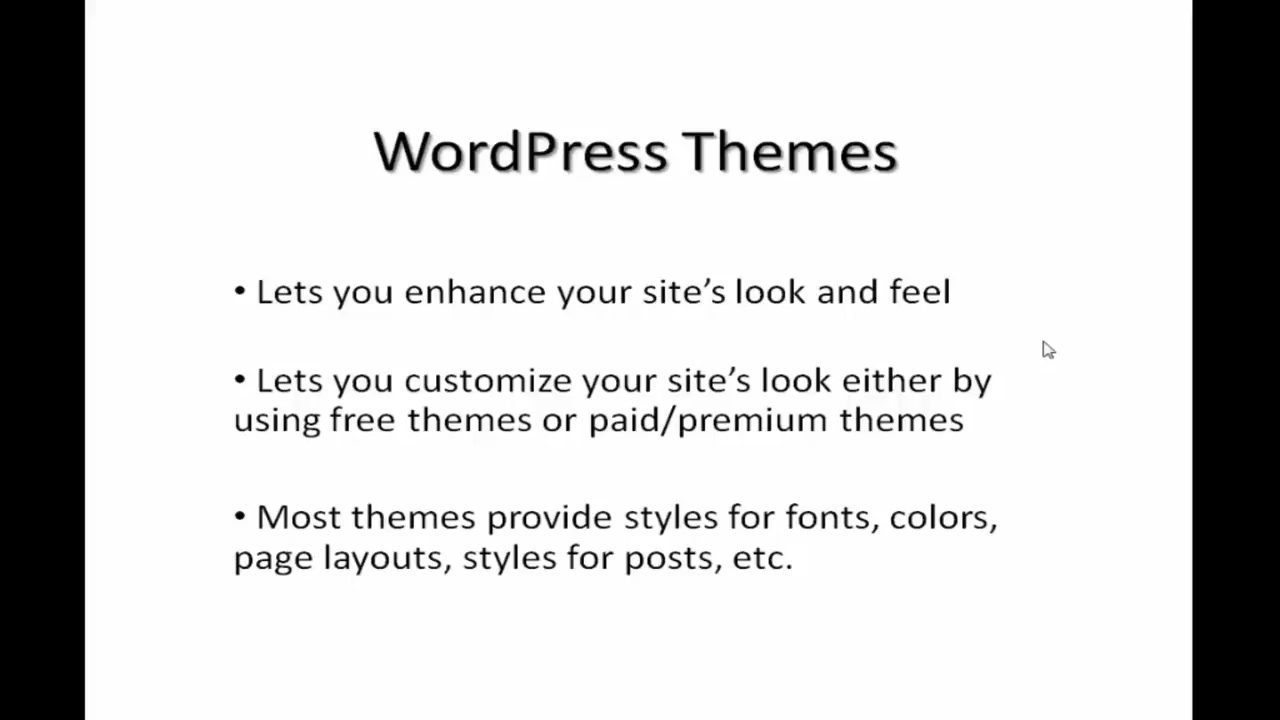 WordPress Themes
• Lets you enhance your site’s look and feel
• Lets you customize your site’s look either by
using free themes or paid/premium themes
• Most themes provide styles for fonts, colors,
page layouts, styles for posts, etc.